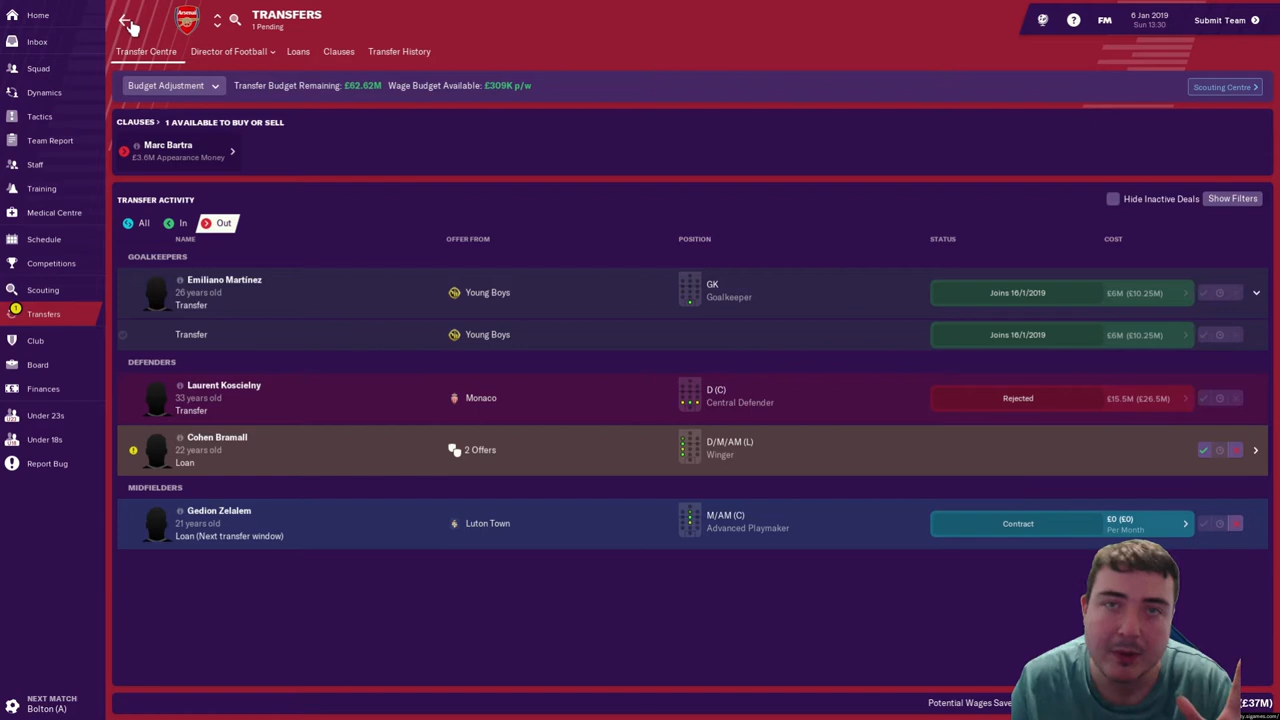 Home
TRANSFERS
1 Pending
6 Jan 2019
Sun 13:30
FM
Submit Team
Inbox
Squad
Dynamics
Tactics
Team Report
Staff
Training
Medical Centre
Schedule
Competitions
Scouting
Transfers
Club
Board
Finances
Under 23s
Under 18s
Report Bug
NEXT MATCH
Bolton (A)
Transfer Centre
Director of Football
Loans
Clauses
Transfer History
Budget Adjustment
Transfer Budget Remaining: £62.62M
Wage Budget Available: £309K p/w
Scouting Centre
CLAUSES > 1 AVAILABLE TO BUY OR SELL
Marc Bartra
£3.6M Appearance Money
TRANSFER ACTIVITY
Hide Inactive Deals
Show Filters
All
In
Out
NAME
OFFER FROM
POSITION
STATUS
COST
GOALKEEPERS
Emiliano Martínez
26 years old
Transfer
Young Boys
GK
Goalkeeper
Joins 16/1/2019
£6M (£10.25M)
Transfer
Young Boys
Joins 16/1/2019
£6M (£10.25M)
DEFENDERS
Laurent Koscielny
33 years old
Transfer
Monaco
D (C)
Central Defender
Rejected
£15.5M (£26.5M)
Cohen Bramall
22 years old
Loan
2 Offers
D/M/AM (L)
Winger
MIDFIELDERS
Gedion Zelalem
21 years old
Loan (Next transfer window)
Luton Town
M/AM (C)
Advanced Playmaker
Contract
£0 (£0)
Per Month
Potential Wages Save
(£37M)